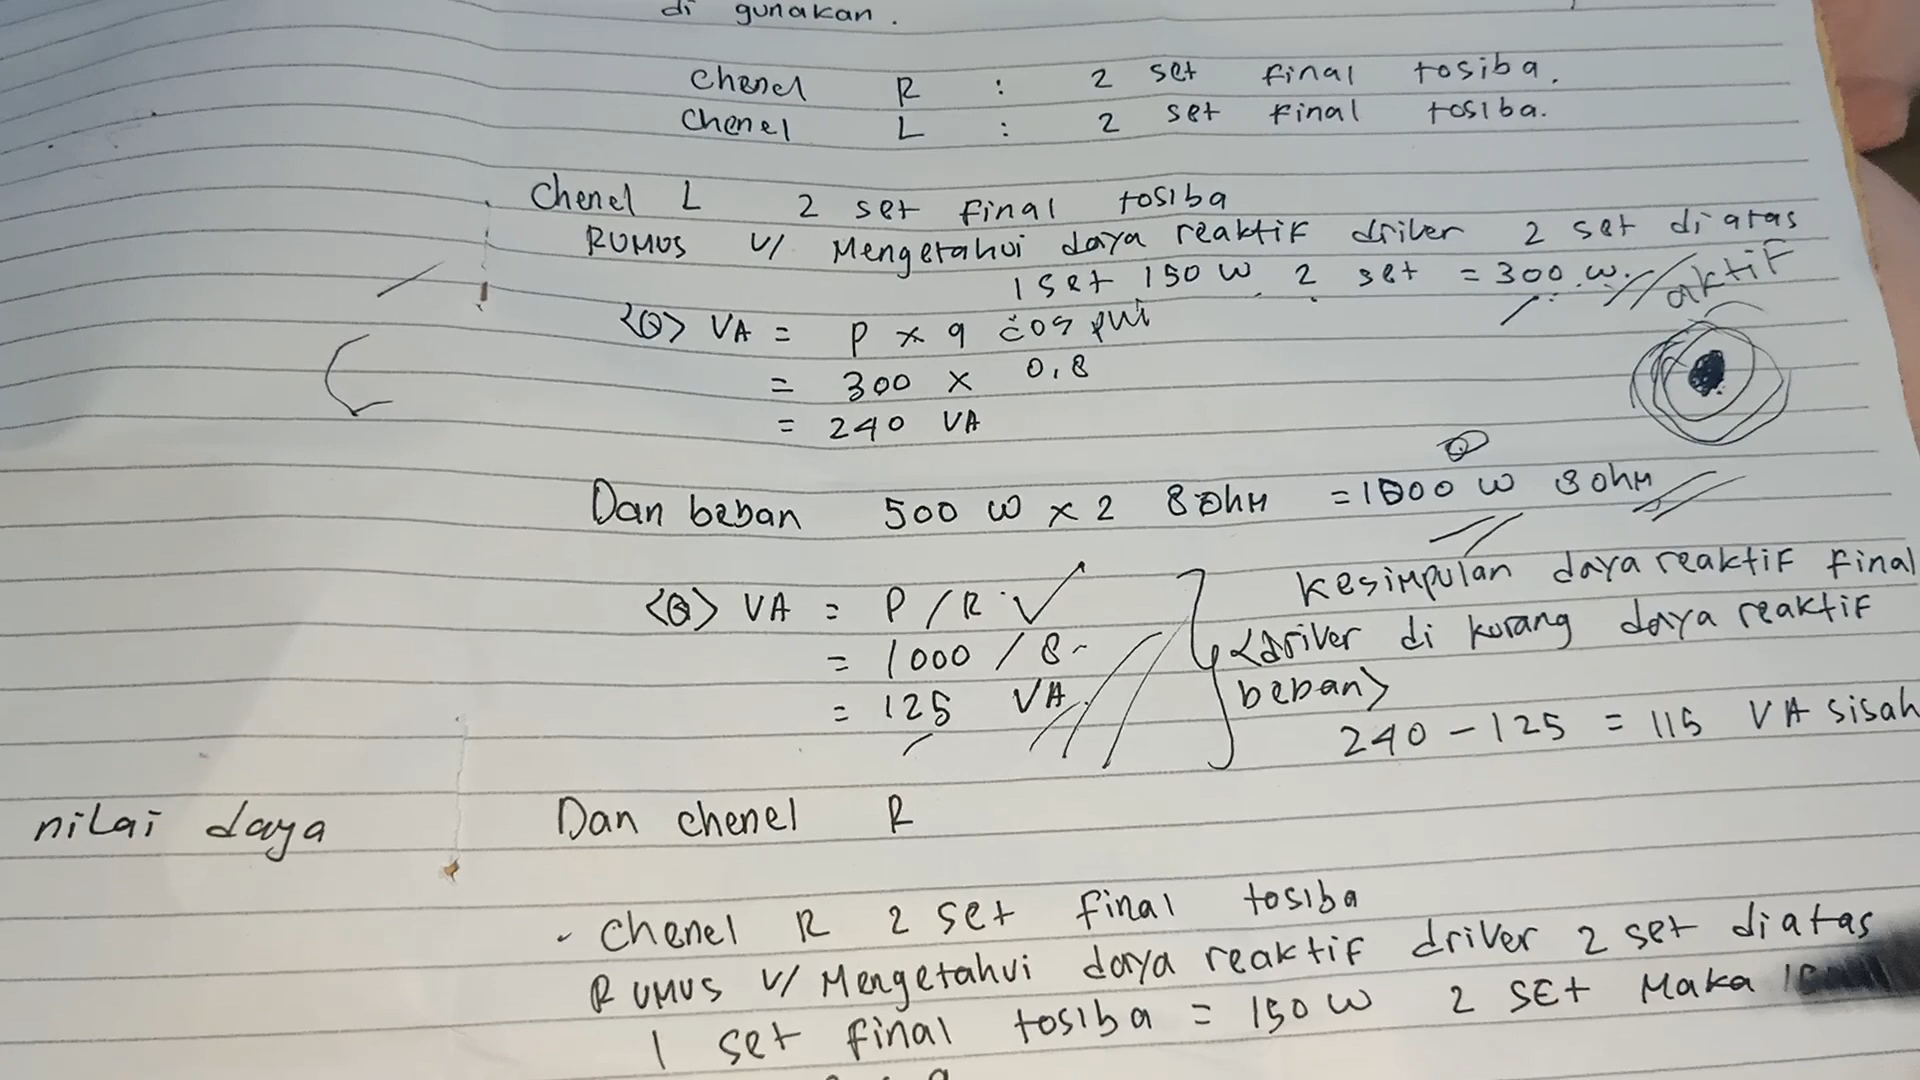 di gunakan.
Chenel R : 2 set final tosiba.
Chenel L : 2 set final tosiba.
Chenel L 2 set final tosiba
RUMUS U/ Mengetahui daya reaktif driver 2 set diatas
1 set 150 W 2 set = 300 W. aktif
<Q> VA = P x q cos phi
= 300 x 0,8
= 240 VA
Dan beban 500 W x 2 8 ohm = 1000 W 8 ohm
<Q> VA = P / R
= 1000 / 8
= 125 VA
Kesimpulan daya reaktif final
<driver di kurang daya reaktif
beban>
240 - 125 = 115 VA sisah
nilai daya
Dan chenel R
- Chenel R 2 set final tosiba
RUMUS U/ Mengetahui daya reaktif driver 2 set diatas
1 set final tosiba = 150 W 2 SEt Maka